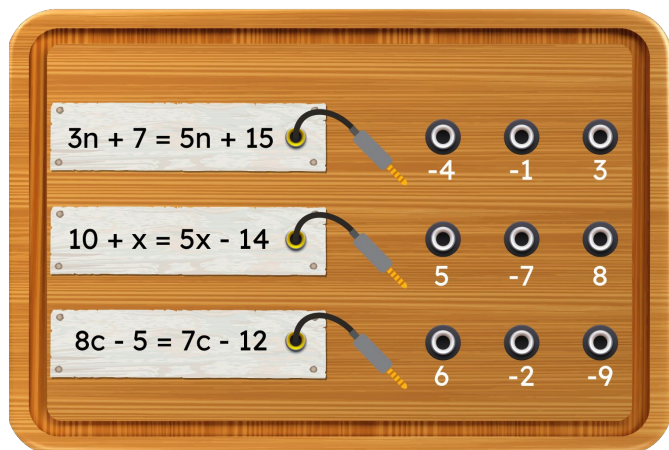 3n + 7 = 5n + 15
-4 -1 3
10 + x = 5x - 14
5 -7 8
8c - 5 = 7c - 12
6 -2 -9